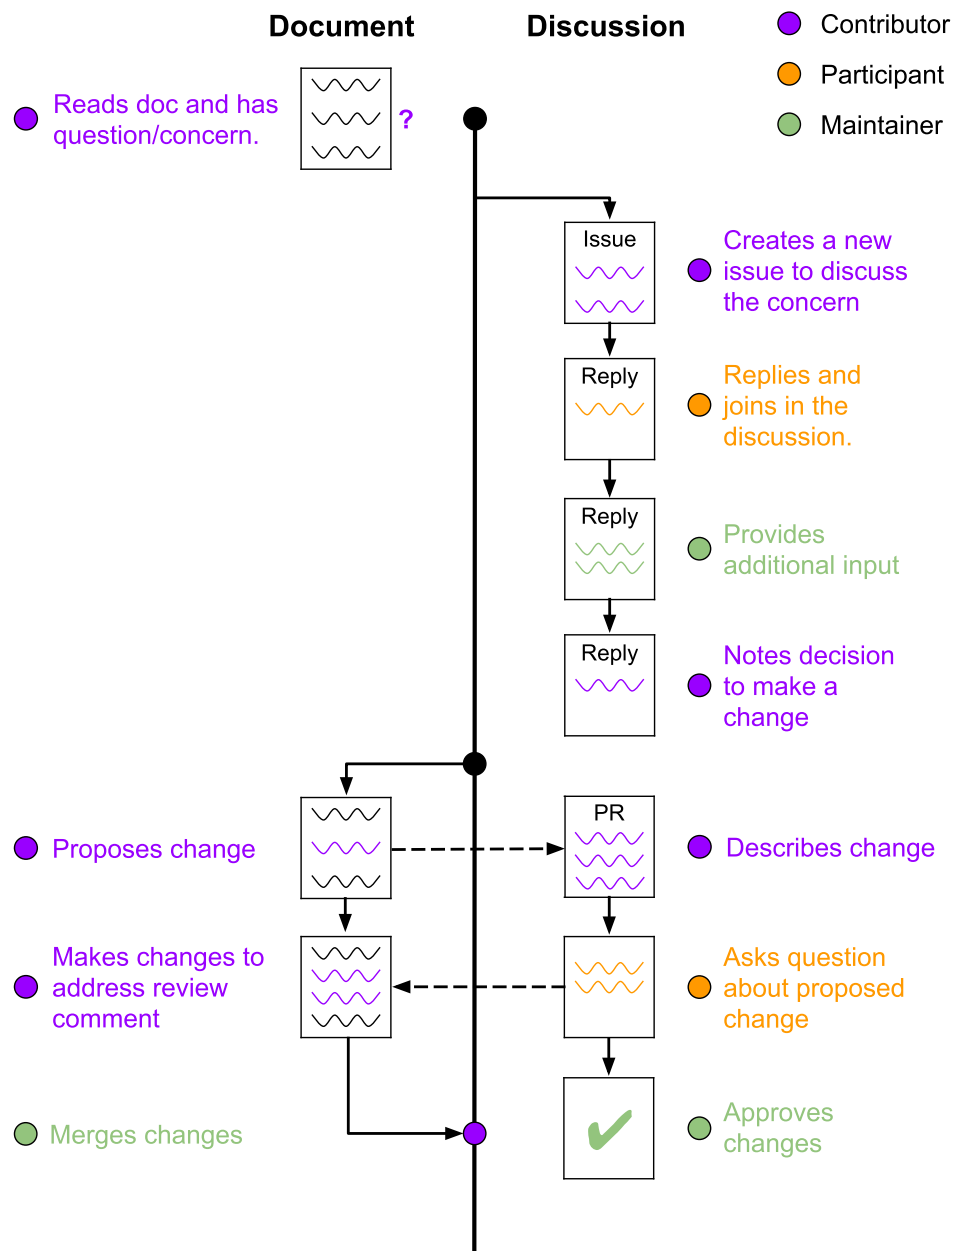 Document
Discussion
Contributor
Participant
Maintainer
Reads doc and has
question/concern.
?
Issue
Creates a new
issue to discuss
the concern
Reply
Replies and
joins in the
discussion.
Reply
Provides
additional input
Reply
Notes decision
to make a
change
Proposes change
PR
Describes change
Makes changes to
address review
comment
Asks question
about proposed
change
Merges changes
Approves
changes